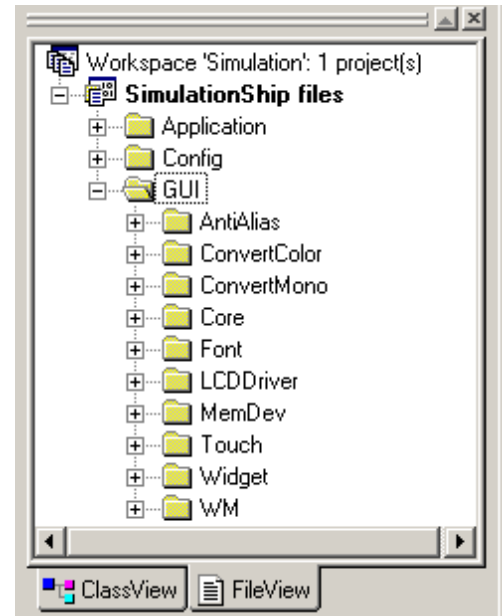 Workspace 'Simulation': 1 project(s)
SimulationShip files
Application
Config
GUI
AntiAlias
ConvertColor
ConvertMono
Core
Font
LCDDriver
MemDev
Touch
Widget
WM
ClassView FileView